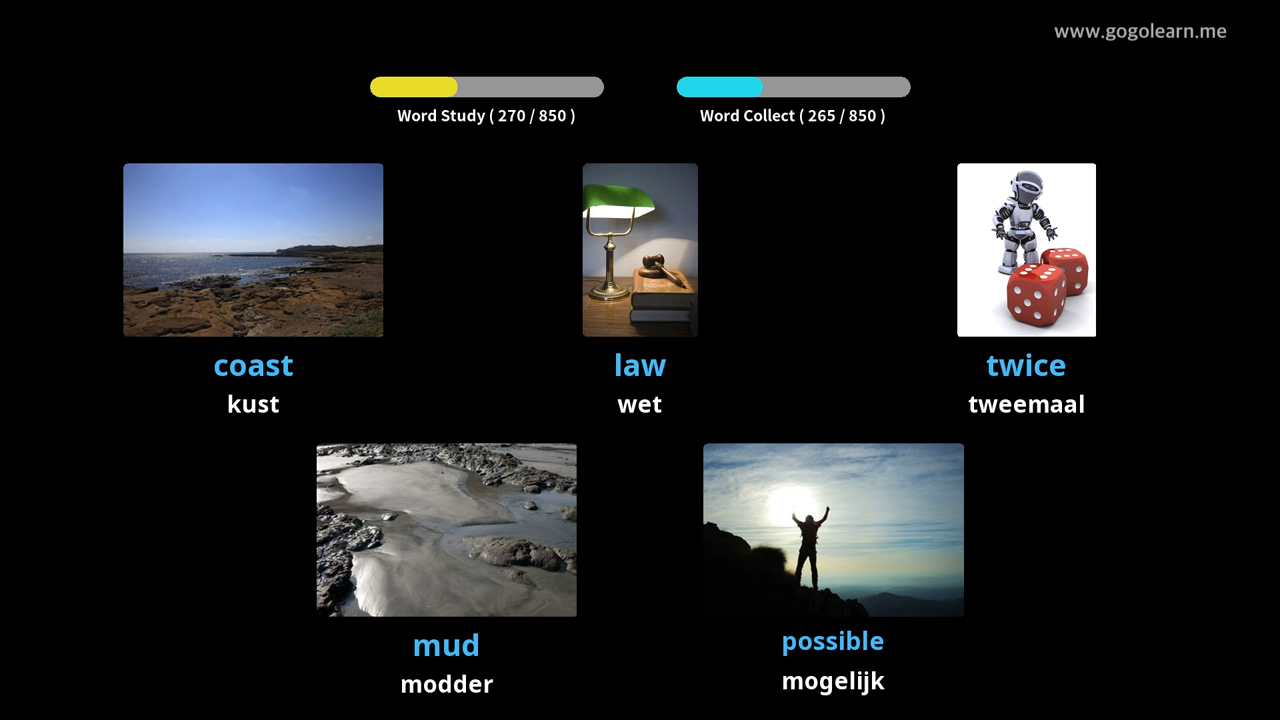 www.gogolearn.me
Word Study ( 270 / 850 )
Word Collect ( 265 / 850 )
coast
kust
law
wet
twice
tweemaal
mud
modder
possible
mogelijk